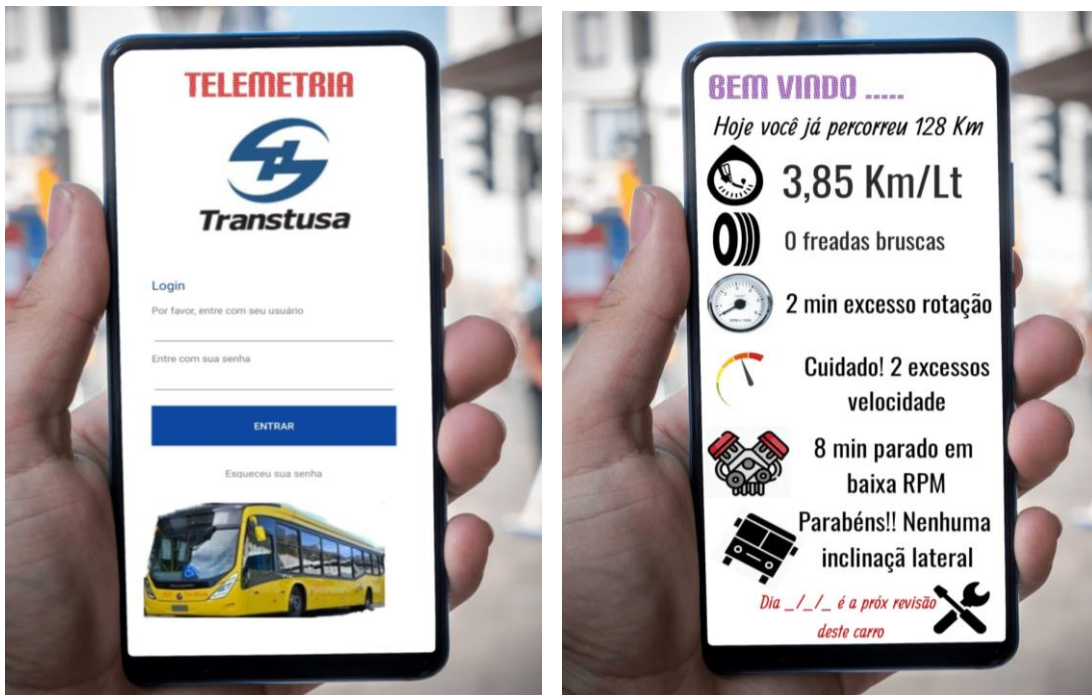 TELEMETRIA
Transtusa
Login
Por favor, entre com seu usuário
Entre com sua senha
ENTRAR
Esqueceu sua senha
BEM VINDO .....
Hoje você já percorreu 128 Km
3,85 Km/Lt
0 freadas bruscas
2 min excesso rotação
Cuidado! 2 excessos
velocidade
8 min parado em
baixa RPM
Parabéns!! Nenhuma
inclinaçã lateral
Dia _/_/_ é a próx revisão
deste carro